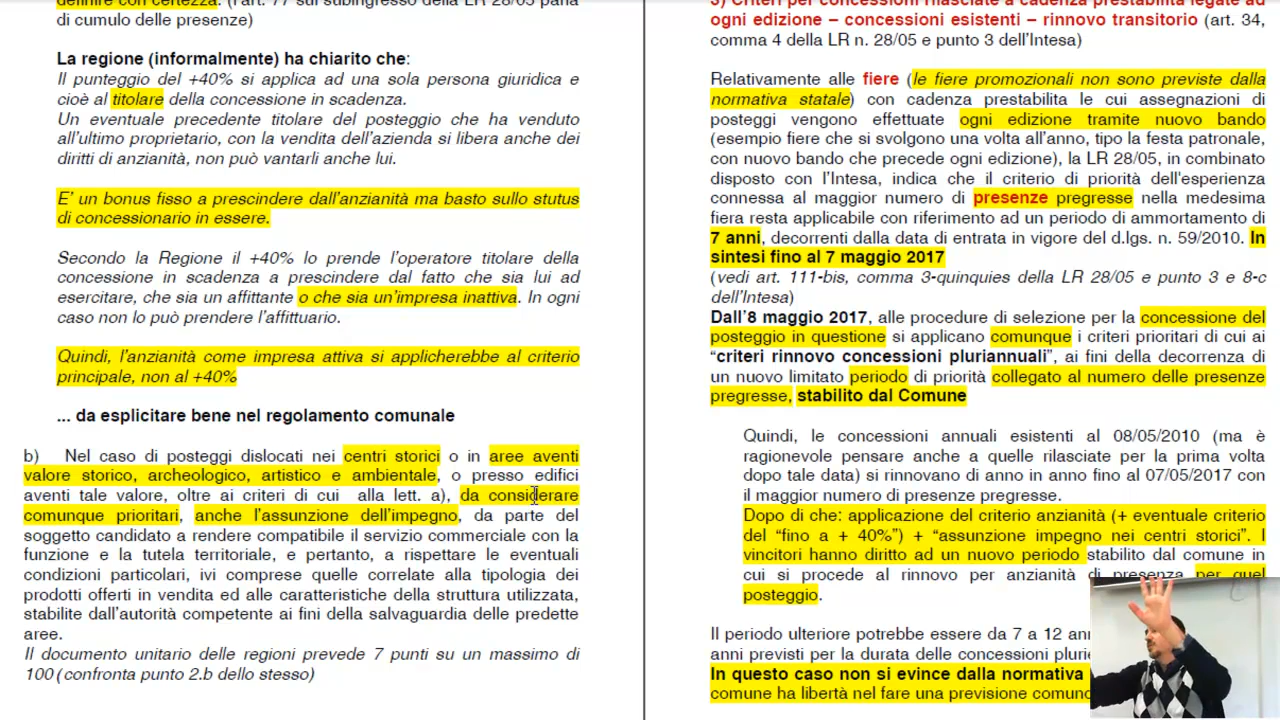 definire con certezza. (l'art. 77 sul subingresso della LR 28/05 parla
di cumulo delle presenze)
La regione (informalmente) ha chiarito che:
Il punteggio del +40% si applica ad una sola persona giuridica e
cioè al titolare della concessione in scadenza.
Un eventuale precedente titolare del posteggio che ha venduto
all'ultimo proprietario, con la vendita dell'azienda si libera anche dei
diritti di anzianità, non può vantarli anche lui.
E' un bonus fisso a prescindere dall'anzianità ma basto sullo stutus
di concessionario in essere.
Secondo la Regione il +40% lo prende l'operatore titolare della
concessione in scadenza a prescindere dal fatto che sia lui ad
esercitare, che sia un affittante o che sia un'impresa inattiva. In ogni
caso non lo può prendere l'affittuario.
Quindi, l'anzianità come impresa attiva si applicherebbe al criterio
principale, non al +40%
... da esplicitare bene nel regolamento comunale
b) Nel caso di posteggi dislocati nei centri storici o in aree aventi
valore storico, archeologico, artistico e ambientale, o presso edifici
aventi tale valore, oltre ai criteri di cui alla lett. a), da considerare
comunque prioritari, anche l'assunzione dell'impegno, da parte del
soggetto candidato a rendere compatibile il servizio commerciale con la
funzione e la tutela territoriale, e pertanto, a rispettare le eventuali
condizioni particolari, ivi comprese quelle correlate alla tipologia dei
prodotti offerti in vendita ed alle caratteristiche della struttura utilizzata,
stabilite dall'autorità competente ai fini della salvaguardia delle predette
aree.
Il documento unitario delle regioni prevede 7 punti su un massimo di
100 (confronta punto 2.b dello stesso)
3) Criteri per concessioni rilasciate a cadenza prestabilita legate ad
ogni edizione – concessioni esistenti – rinnovo transitorio (art. 34,
comma 4 della LR n. 28/05 e punto 3 dell'Intesa)
Relativamente alle fiere (le fiere promozionali non sono previste dalla
normativa statale) con cadenza prestabilita le cui assegnazioni di
posteggi vengono effettuate ogni edizione tramite nuovo bando
(esempio fiere che si svolgono una volta all'anno, tipo la festa patronale,
con nuovo bando che precede ogni edizione), la LR 28/05, in combinato
disposto con l'Intesa, indica che il criterio di priorità dell'esperienza
connessa al maggior numero di presenze pregresse nella medesima
fiera resta applicabile con riferimento ad un periodo di ammortamento di
7 anni, decorrenti dalla data di entrata in vigore del d.lgs. n. 59/2010. In
sintesi fino al 7 maggio 2017
(vedi art. 111-bis, comma 3-quinquies della LR 28/05 e punto 3 e 8-c
dell'Intesa)
Dall'8 maggio 2017, alle procedure di selezione per la concessione del
posteggio in questione si applicano comunque i criteri prioritari di cui ai
“criteri rinnovo concessioni pluriannuali”, ai fini della decorrenza di
un nuovo limitato periodo di priorità collegato al numero delle presenze
pregresse, stabilito dal Comune
Quindi, le concessioni annuali esistenti al 08/05/2010 (ma è
ragionevole pensare anche a quelle rilasciate per la prima volta
dopo tale data) si rinnovano di anno in anno fino al 07/05/2017 con
il maggior numero di presenze pregresse.
Dopo di che: applicazione del criterio anzianità (+ eventuale criterio
del “fino a + 40%”) + “assunzione impegno nei centri storici”. I
vincitori hanno diritto ad un nuovo periodo stabilito dal comune in
cui si procede al rinnovo per anzianità di presenza per quel
posteggio.
Il periodo ulteriore potrebbe essere da 7 a 12
anni previsti per la durata delle concessioni
In questo caso non si evince dalla normativa
comune ha libertà nel fare una previsione